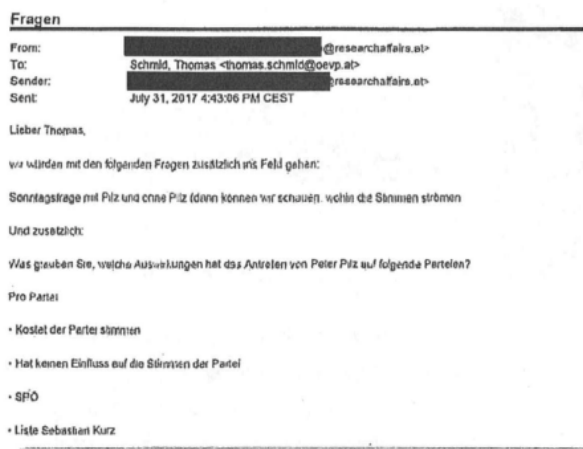 Fragen
From: @researchaffairs.at>
To: Schmid, Thomas <thomas.schmid@oevp.at>
Sender: @researchaffairs.at>
Sent: July 31, 2017 4:43:06 PM CEST
Lieber Thomas,
wir würden mit den folgenden Fragen zusätzlich ins Feld gehen:
Sonntagsfrage mit Pilz und ohne Pilz (dann können wir schauen, wohin die Stimmen strömen
Und zusätzlich:
Was glauben Sie, welche Auswirkungen hat das Antreten von Peter Pilz auf folgende Parteien?
Pro Partei
• Kostet der Partei stimmen
• Hat keinen Einfluss auf die Stimmen der Partei
• SPÖ
• Liste Sebastian Kurz